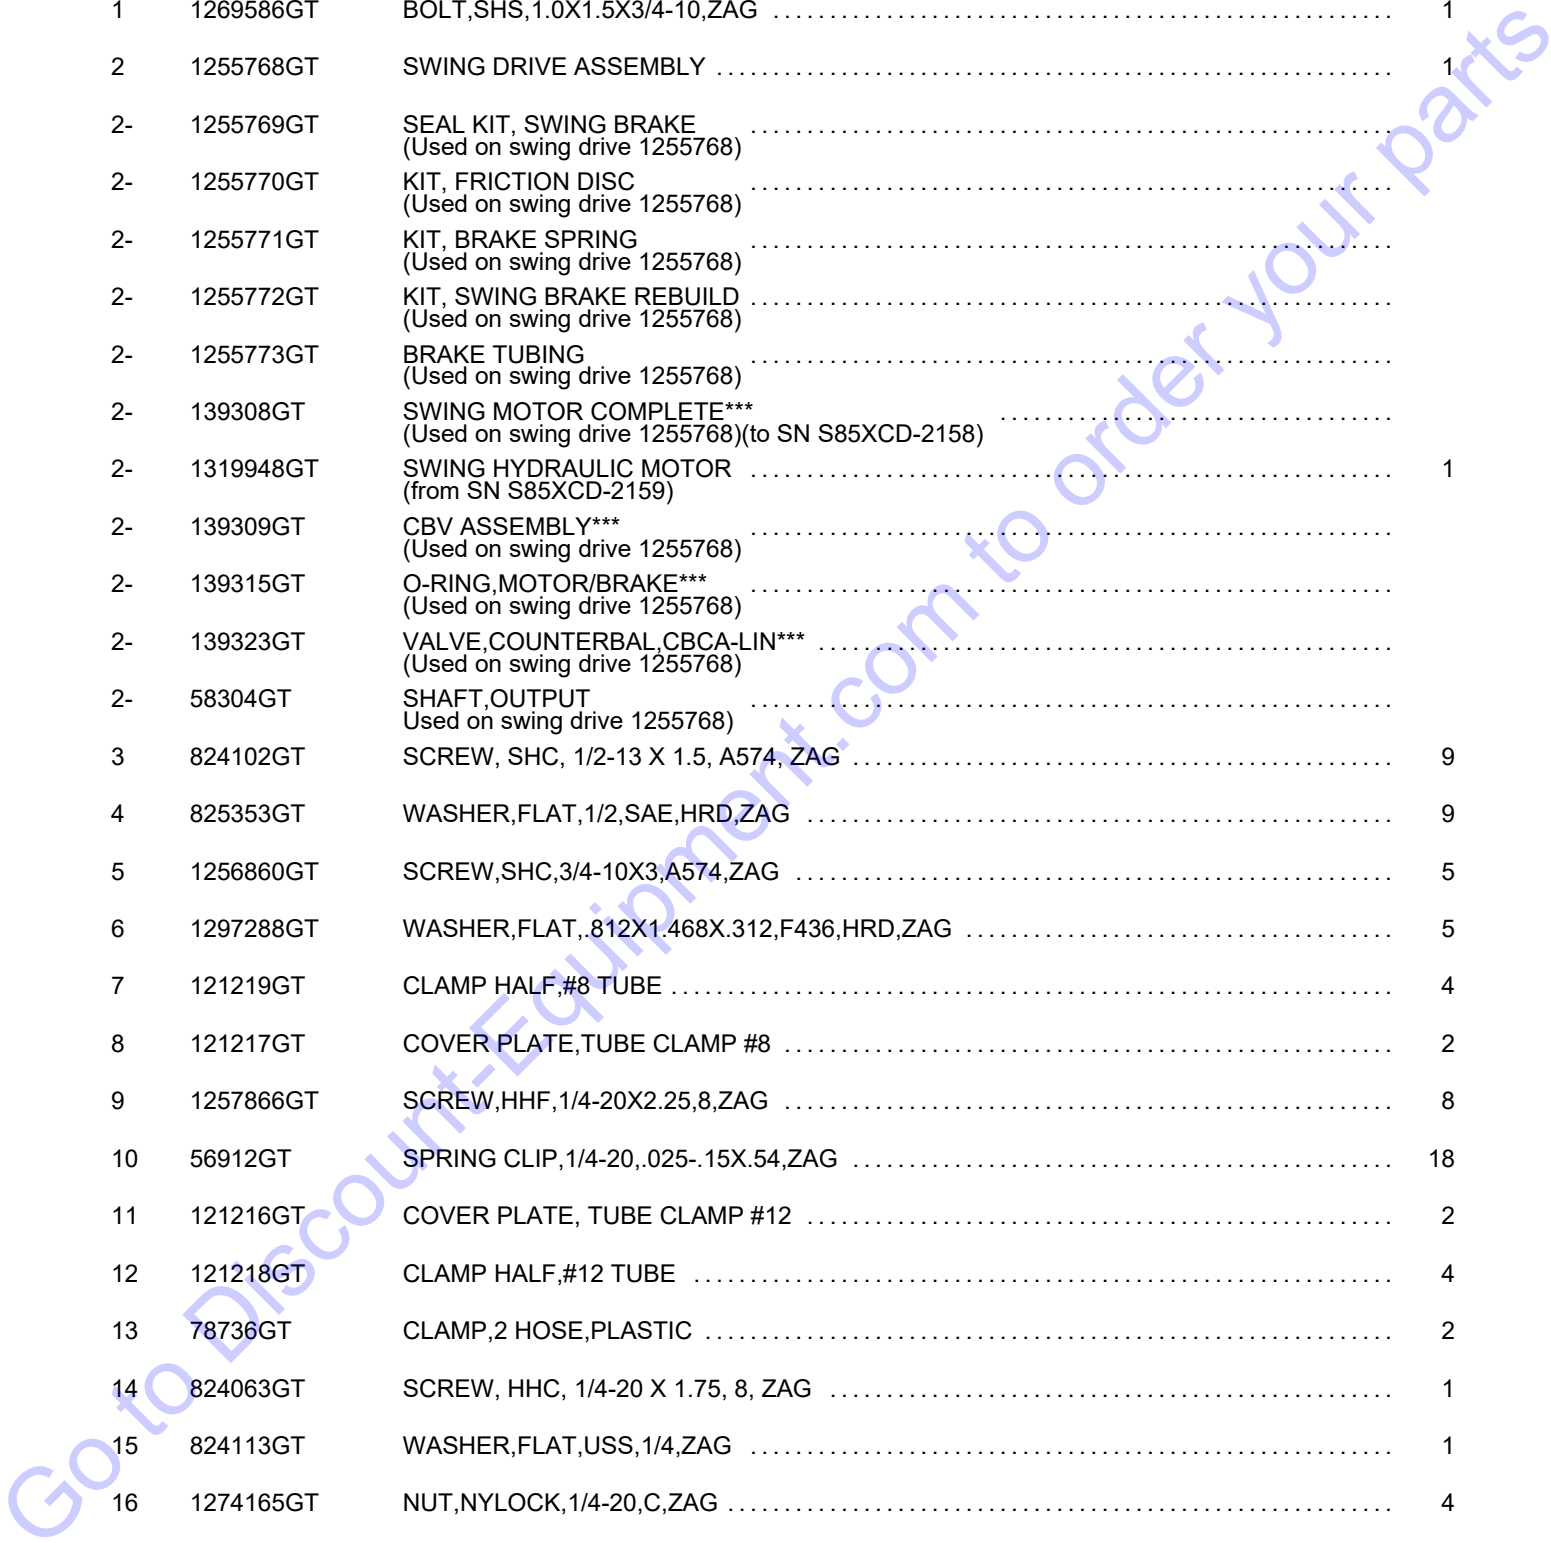 1 1269586GT BOLT,SHS,1.0X1.5X3/4-10,ZAG 1
2 1255768GT SWING DRIVE ASSEMBLY 1
2- 1255769GT SEAL KIT, SWING BRAKE
(Used on swing drive 1255768)
2- 1255770GT KIT, FRICTION DISC
(Used on swing drive 1255768)
2- 1255771GT KIT, BRAKE SPRING
(Used on swing drive 1255768)
2- 1255772GT KIT, SWING BRAKE REBUILD
(Used on swing drive 1255768)
2- 1255773GT BRAKE TUBING
(Used on swing drive 1255768)
2- 139308GT SWING MOTOR COMPLETE***
(Used on swing drive 1255768)(to SN S85XCD-2158)
2- 1319948GT SWING HYDRAULIC MOTOR 1
(from SN S85XCD-2159)
2- 139309GT CBV ASSEMBLY***
(Used on swing drive 1255768)
2- 139315GT O-RING,MOTOR/BRAKE***
(Used on swing drive 1255768)
2- 139323GT VALVE,COUNTERBAL,CBCA-LIN***
(Used on swing drive 1255768)
2- 58304GT SHAFT,OUTPUT
Used on swing drive 1255768)
3 824102GT SCREW, SHC, 1/2-13 X 1.5, A574, ZAG 9
4 825353GT WASHER,FLAT,1/2,SAE,HRD,ZAG 9
5 1256860GT SCREW,SHC,3/4-10X3,A574,ZAG 5
6 1297288GT WASHER,FLAT,.812X1.468X.312,F436,HRD,ZAG 5
7 121219GT CLAMP HALF,#8 TUBE 4
8 121217GT COVER PLATE,TUBE CLAMP #8 2
9 1257866GT SCREW,HHF,1/4-20X2.25,8,ZAG 8
10 56912GT SPRING CLIP,1/4-20,.025-.15X.54,ZAG 18
11 121216GT COVER PLATE, TUBE CLAMP #12 2
12 121218GT CLAMP HALF,#12 TUBE 4
13 78736GT CLAMP,2 HOSE,PLASTIC 2
14 824063GT SCREW, HHC, 1/4-20 X 1.75, 8, ZAG 1
15 824113GT WASHER,FLAT,USS,1/4,ZAG 1
16 1274165GT NUT,NYLOCK,1/4-20,C,ZAG 4
Go to Discount-Equipment.com to order your parts